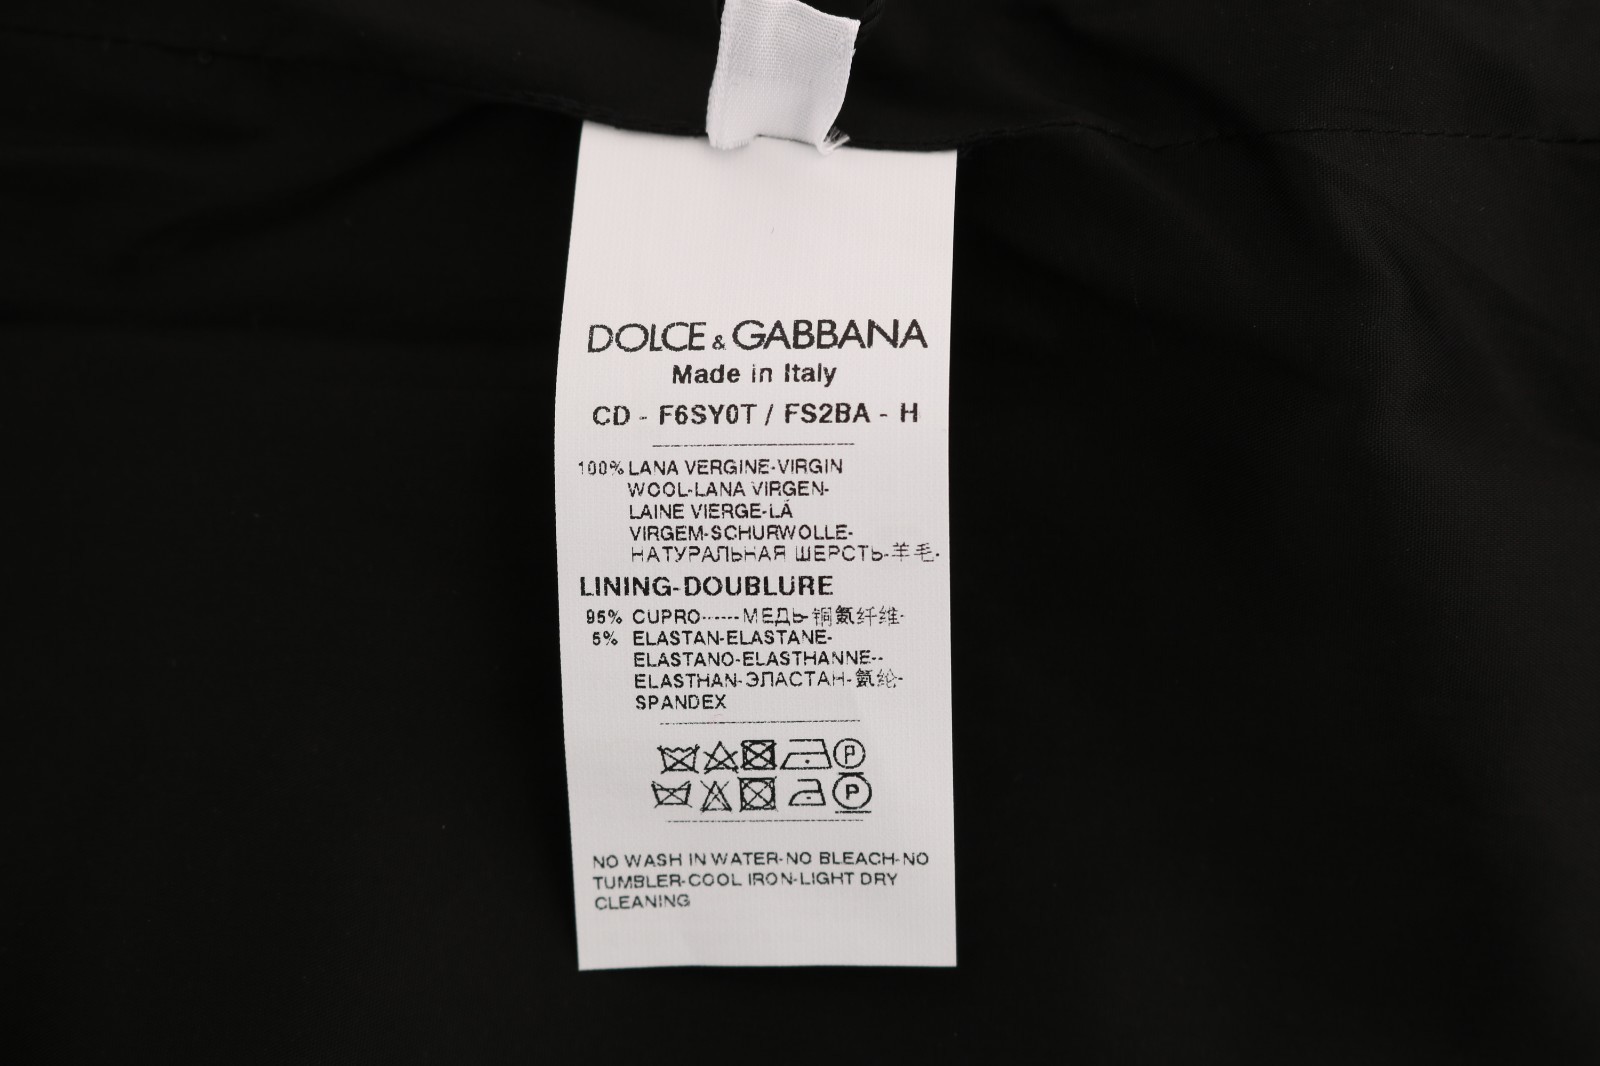 DOLCE & GABBANA
Made in Italy
CD - F6SY0T / FS2BA - H
100% LANA VERGINE-VIRGIN
WOOL-LANA VIRGEN-
LAINE VIERGE-LÃ
VIRGEM-SCHURWOLLE-
НАТУРАЛЬНАЯ ШЕРСТЬ-羊毛-
LINING-DOUBLURE
95% CUPRO------МЕДЬ-铜氨纤维-
5% ELASTAN-ELASTANE-
ELASTANO-ELASTHANNE--
ELASTHAN-ЭЛАСТАН-氨纶-
SPANDEX
P
P
NO WASH IN WATER-NO BLEACH-NO
TUMBLER-COOL IRON-LIGHT DRY
CLEANING